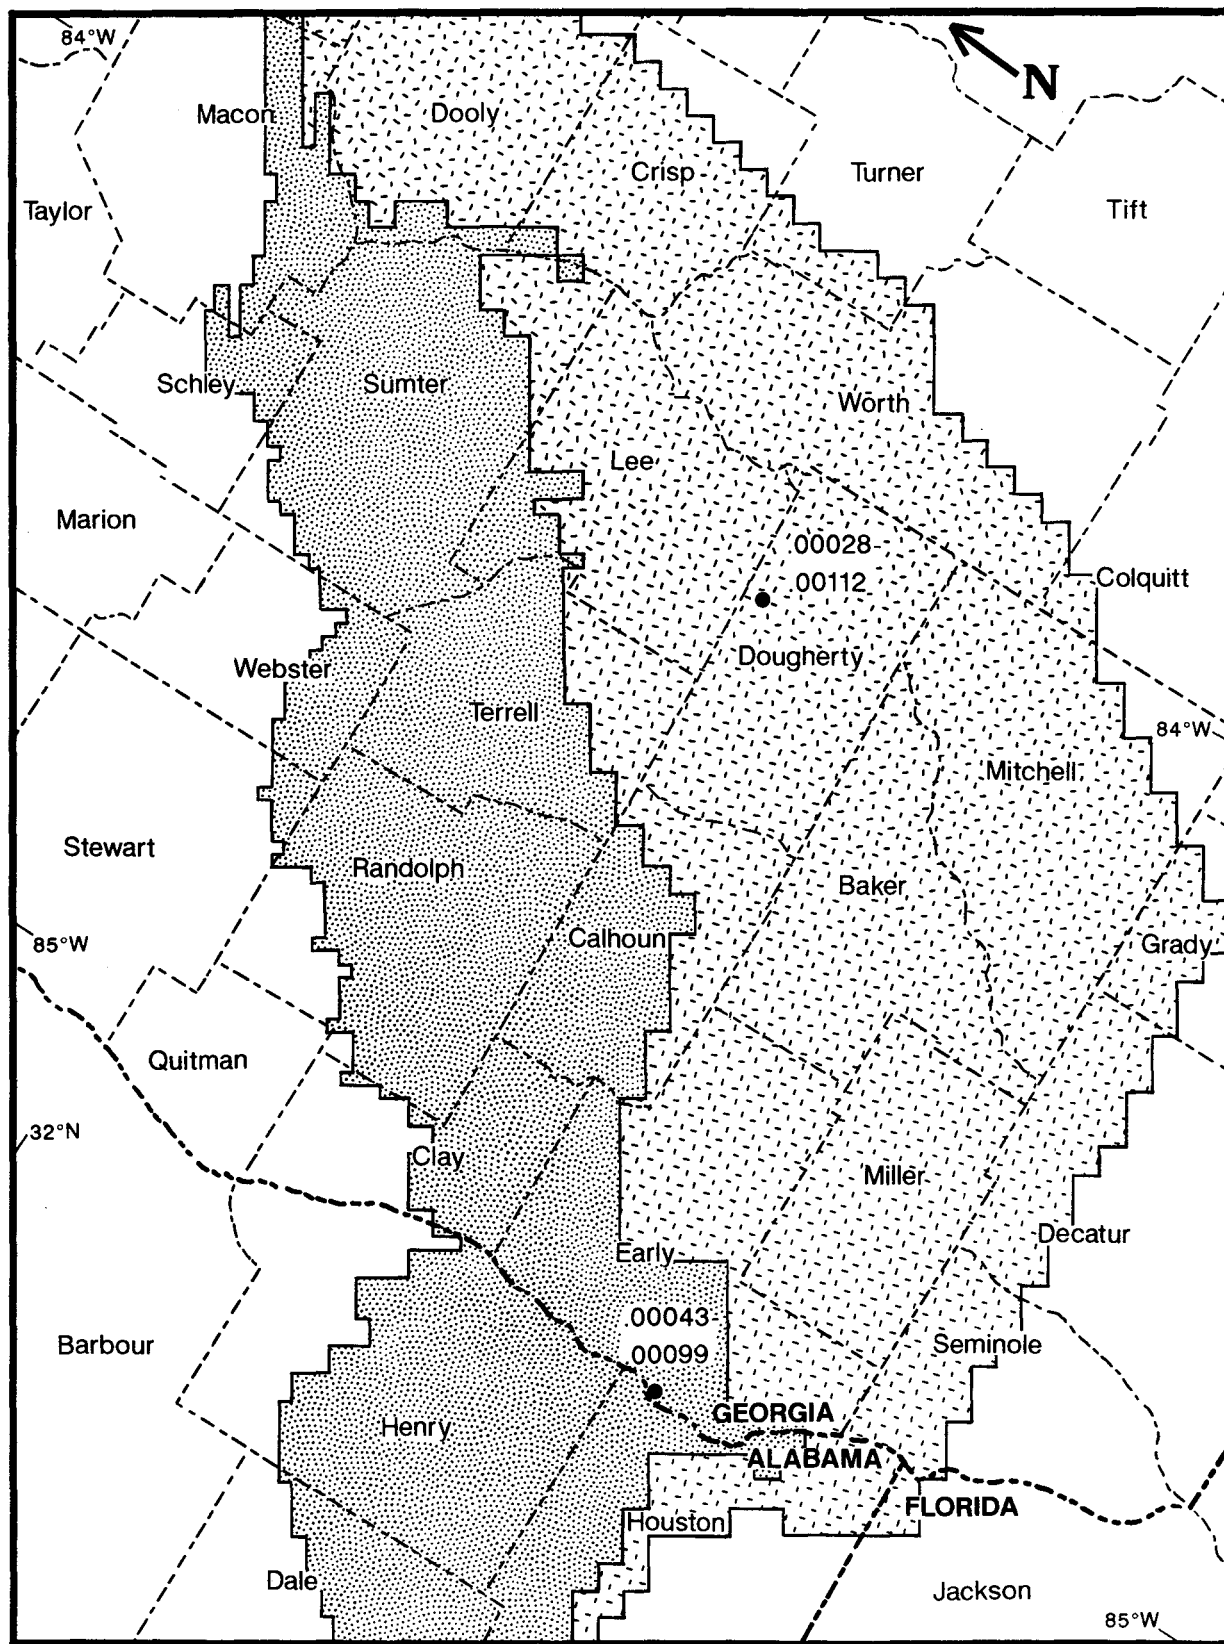 84°W
N
Macon
Dooly
Crisp
Turner
Taylor
Tift
Schley
Sumter
Worth
Lee
Marion
00028
00112
Colquitt
Dougherty
Webster
Terrell
84°W
Mitchell
Stewart
Randolph
Baker
Calhoun
85°W
Grady
Quitman
32°N
Clay
Miller
Decatur
Early
00043
00099
Barbour
Seminole
GEORGIA
Henry
ALABAMA
FLORIDA
Houston
Dale
Jackson
85°W